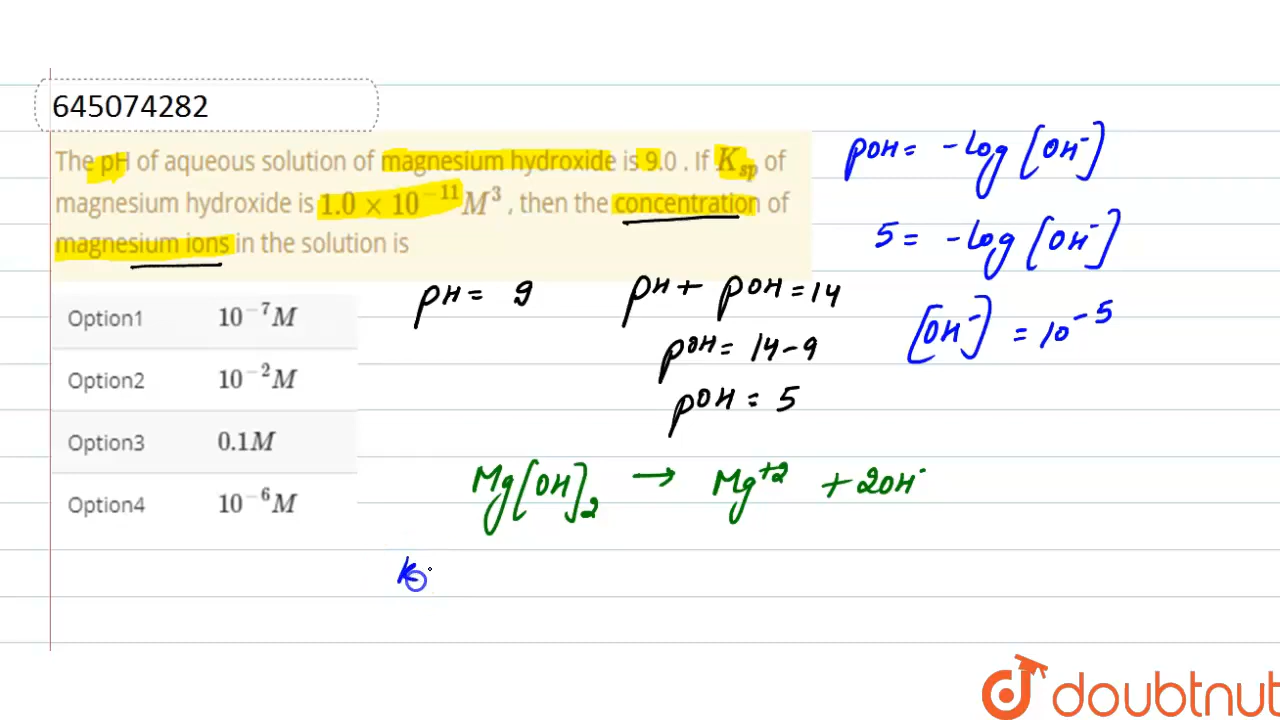 645074282
The pH of aqueous solution of magnesium hydroxide is 9.0 . If K_sp of
magnesium hydroxide is 1.0 × 10^−11 M^3 , then the concentration of
magnesium ions in the solution is
Option1 10^−7 M
Option2 10^−2 M
Option3 0.1M
Option4 10^−6 M
pH = 9
pH + pOH = 14
pOH = 14 - 9
pOH = 5
pOH = -log [OH^-]
5 = -log [OH^-]
[OH^-] = 10^-5
Mg[OH]_2 → Mg^+2 + 2OH^-
k
doubtnut